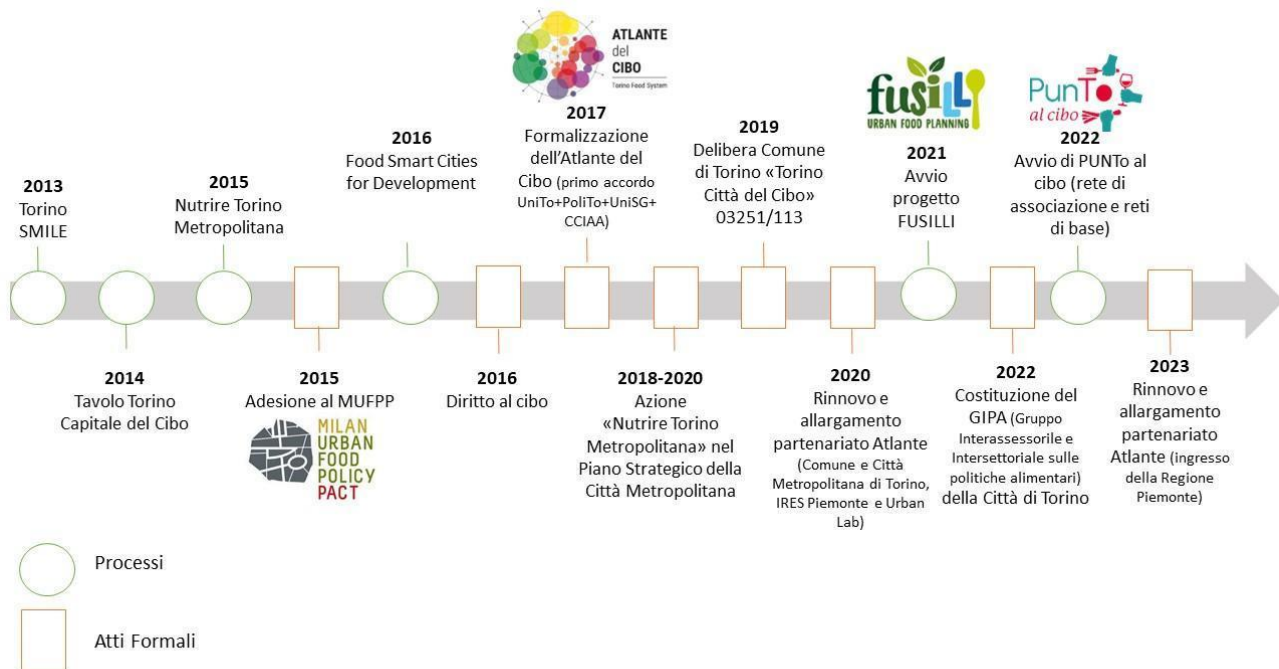 ATLANTE
del
CIBO
Torino Food System
fusilli
URBAN FOOD PLANNING
PunTo
al cibo
2013
Torino
SMILE
2015
Nutrire Torino
Metropolitana
2016
Food Smart Cities
for Development
2017
Formalizzazione
dell’Atlante del
Cibo (primo accordo
UniTo+PoliTo+UniSG+
CCIAA)
2019
Delibera Comune
di Torino «Torino
Città del Cibo»
03251/113
2021
Avvio
progetto
FUSILLI
2022
Avvio di PUNTo al
cibo (rete di
associazione e reti
di base)
2014
Tavolo Torino
Capitale del Cibo
2015
Adesione al MUFPP
MILAN
URBAN
FOOD
POLICY
PACT
2016
Diritto al cibo
2018-2020
Azione
«Nutrire Torino
Metropolitana» nel
Piano Strategico della
Città Metropolitana
2020
Rinnovo e
allargamento
partenariato Atlante
(Comune e Città
Metropolitana di Torino,
IRES Piemonte e Urban
Lab)
2022
Costituzione del
GIPA (Gruppo
Interassessorile e
Intersettoriale sulle
politiche alimentari)
della Città di Torino
2023
Rinnovo e
allargamento
partenariato
Atlante (ingresso
della Regione
Piemonte)
Processi
Atti Formali